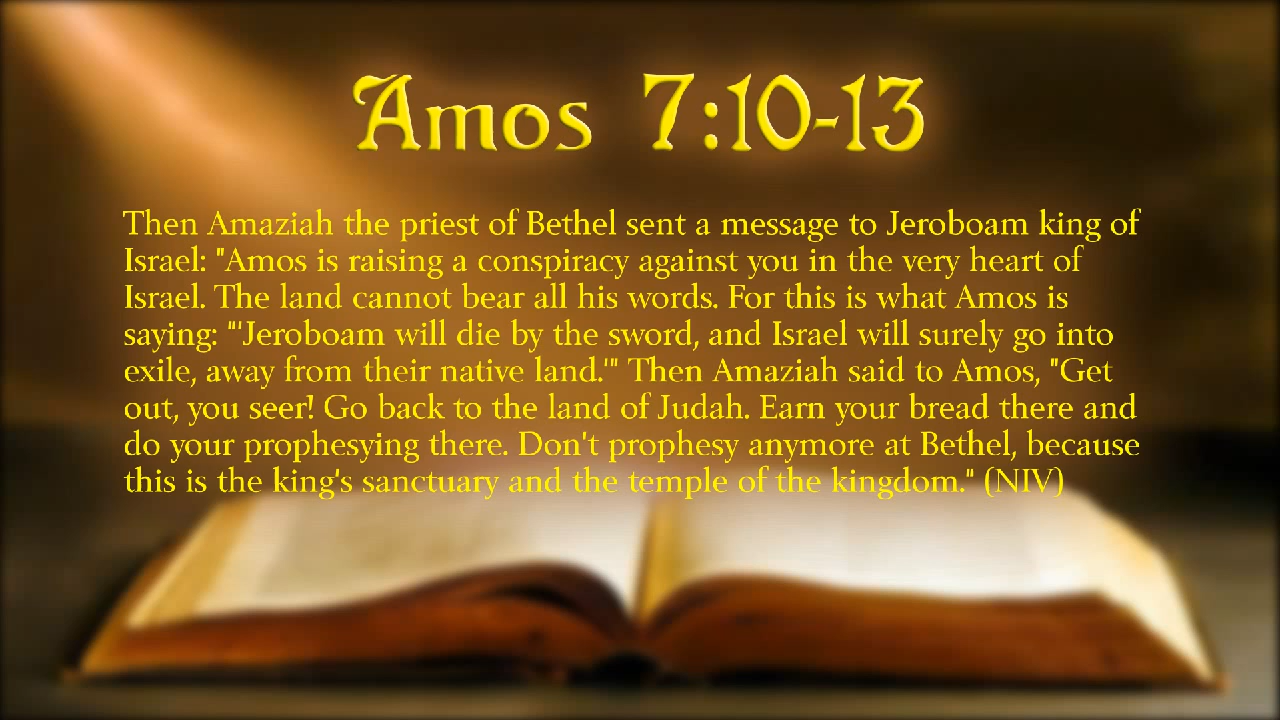 Amos 7:10-13
Then Amaziah the priest of Bethel sent a message to Jeroboam king of
Israel: "Amos is raising a conspiracy against you in the very heart of
Israel. The land cannot bear all his words. For this is what Amos is
saying: "'Jeroboam will die by the sword, and Israel will surely go into
exile, away from their native land.'" Then Amaziah said to Amos, "Get
out, you seer! Go back to the land of Judah. Earn your bread there and
do your prophesying there. Don't prophesy anymore at Bethel, because
this is the king's sanctuary and the temple of the kingdom." (NIV)